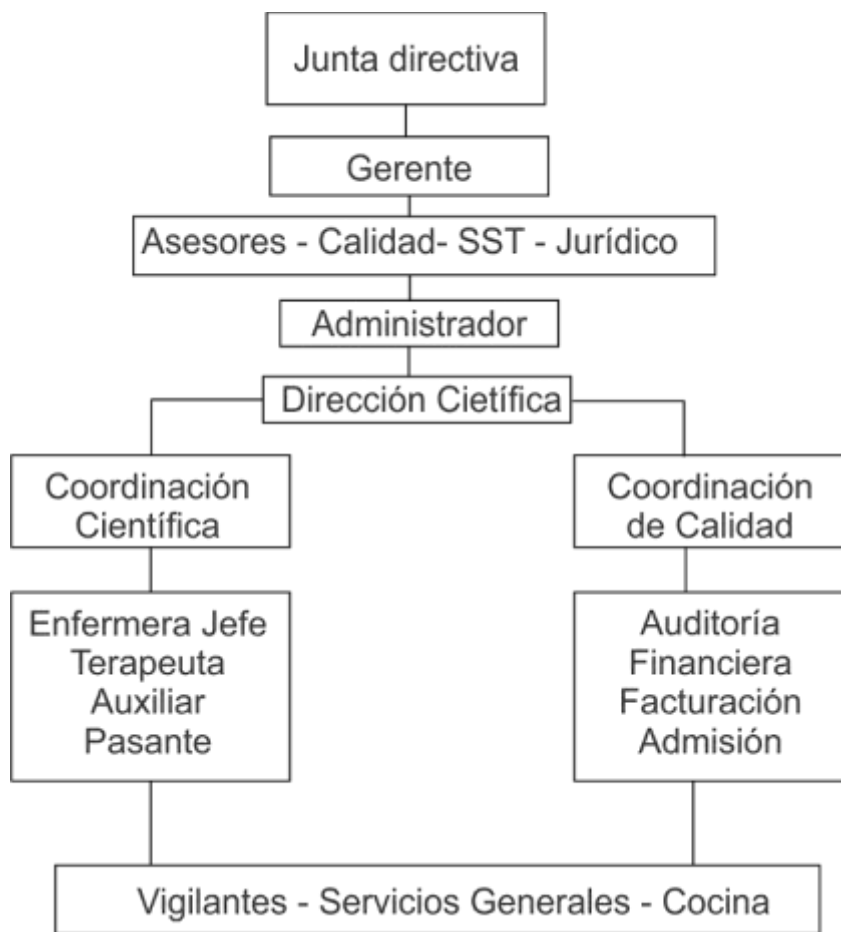 Junta directiva
Gerente
Asesores - Calidad- SST - Jurídico
Administrador
Dirección Cietífica
Coordinación
Científica
Coordinación
de Calidad
Enfermera Jefe
Terapeuta
Auxiliar
Pasante
Auditoría
Financiera
Facturación
Admisión
Vigilantes - Servicios Generales - Cocina